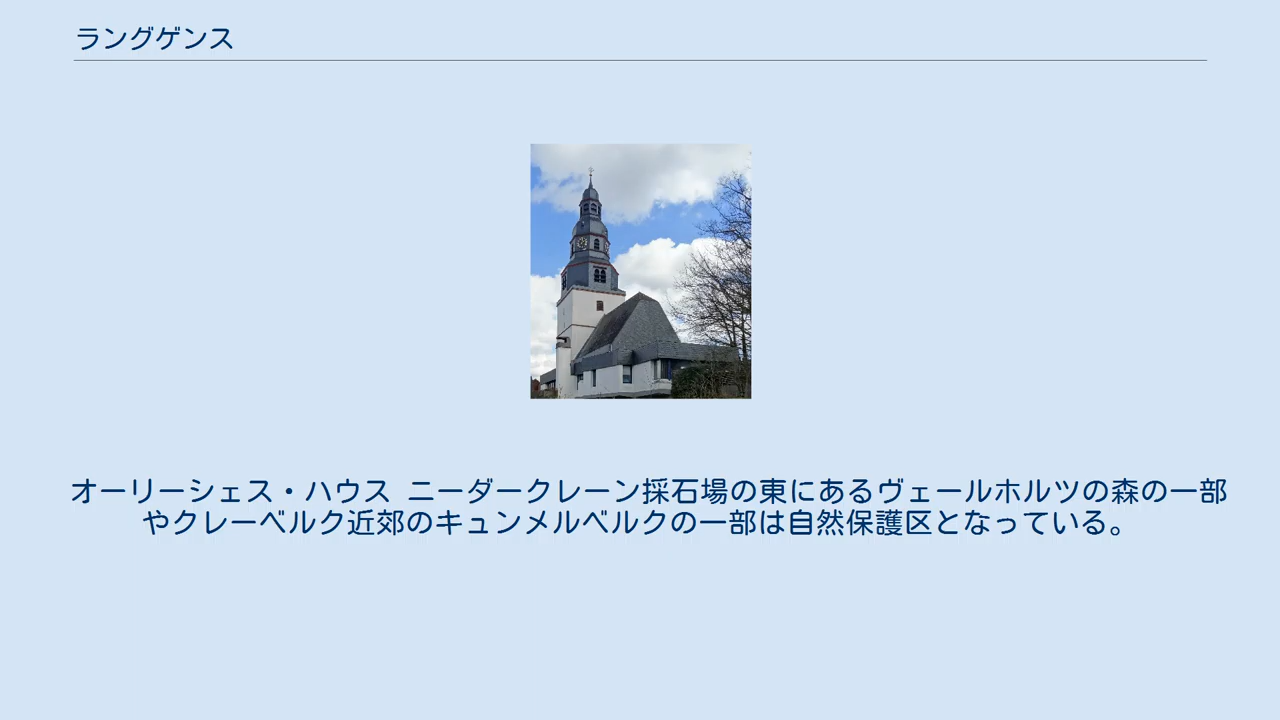 ラングゲンス
オーリーシェス・ハウス ニーダークレーン採石場の東にあるヴェールホルツの森の一部
やクレーベルク近郊のキュンメルベルクの一部は自然保護区となっている。